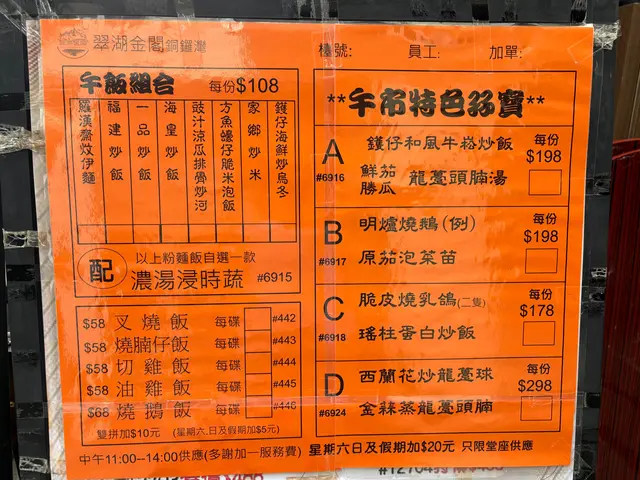 翠湖金閣銅鑼灣
檯號:
員工:
加單:
午飯組合 每份$108
羅漢齋炆伊麵
福建炒飯
一品炒飯
海皇炒飯
豉汁涼瓜排骨炒河
方魚蠔仔脆米泡飯
家鄉炒米
鑊仔海鮮炒烏冬
配
以上粉麵飯自選一款
濃湯浸時蔬 #6915
$58 叉燒飯 每碟 #442
$58 燒腩仔飯 每碟 #443
$58 切雞飯 每碟 #444
$58 油雞飯 每碟 #445
$68 燒鵝飯 每碟 #446
雙拼加$10元 (星期六.日及假期加$5元)
**午市特色孖寶**
A 鑊仔和風牛崧炒飯 每份
$198
#6916 鮮茄勝瓜 龍躉頭腩湯
B 明爐燒鵝(例) 每份
$198
#6917 原茄泡菜苗
C 脆皮燒乳鴿(二隻) 每份
$178
#6918 瑤柱蛋白炒飯
D 西蘭花炒龍躉球 每份
$298
#6924 金菻蒸龍躉頭腩
中午11:00--14:00供應(多謝加一服務費) 星期六日及假期加$20元 只限堂座供應